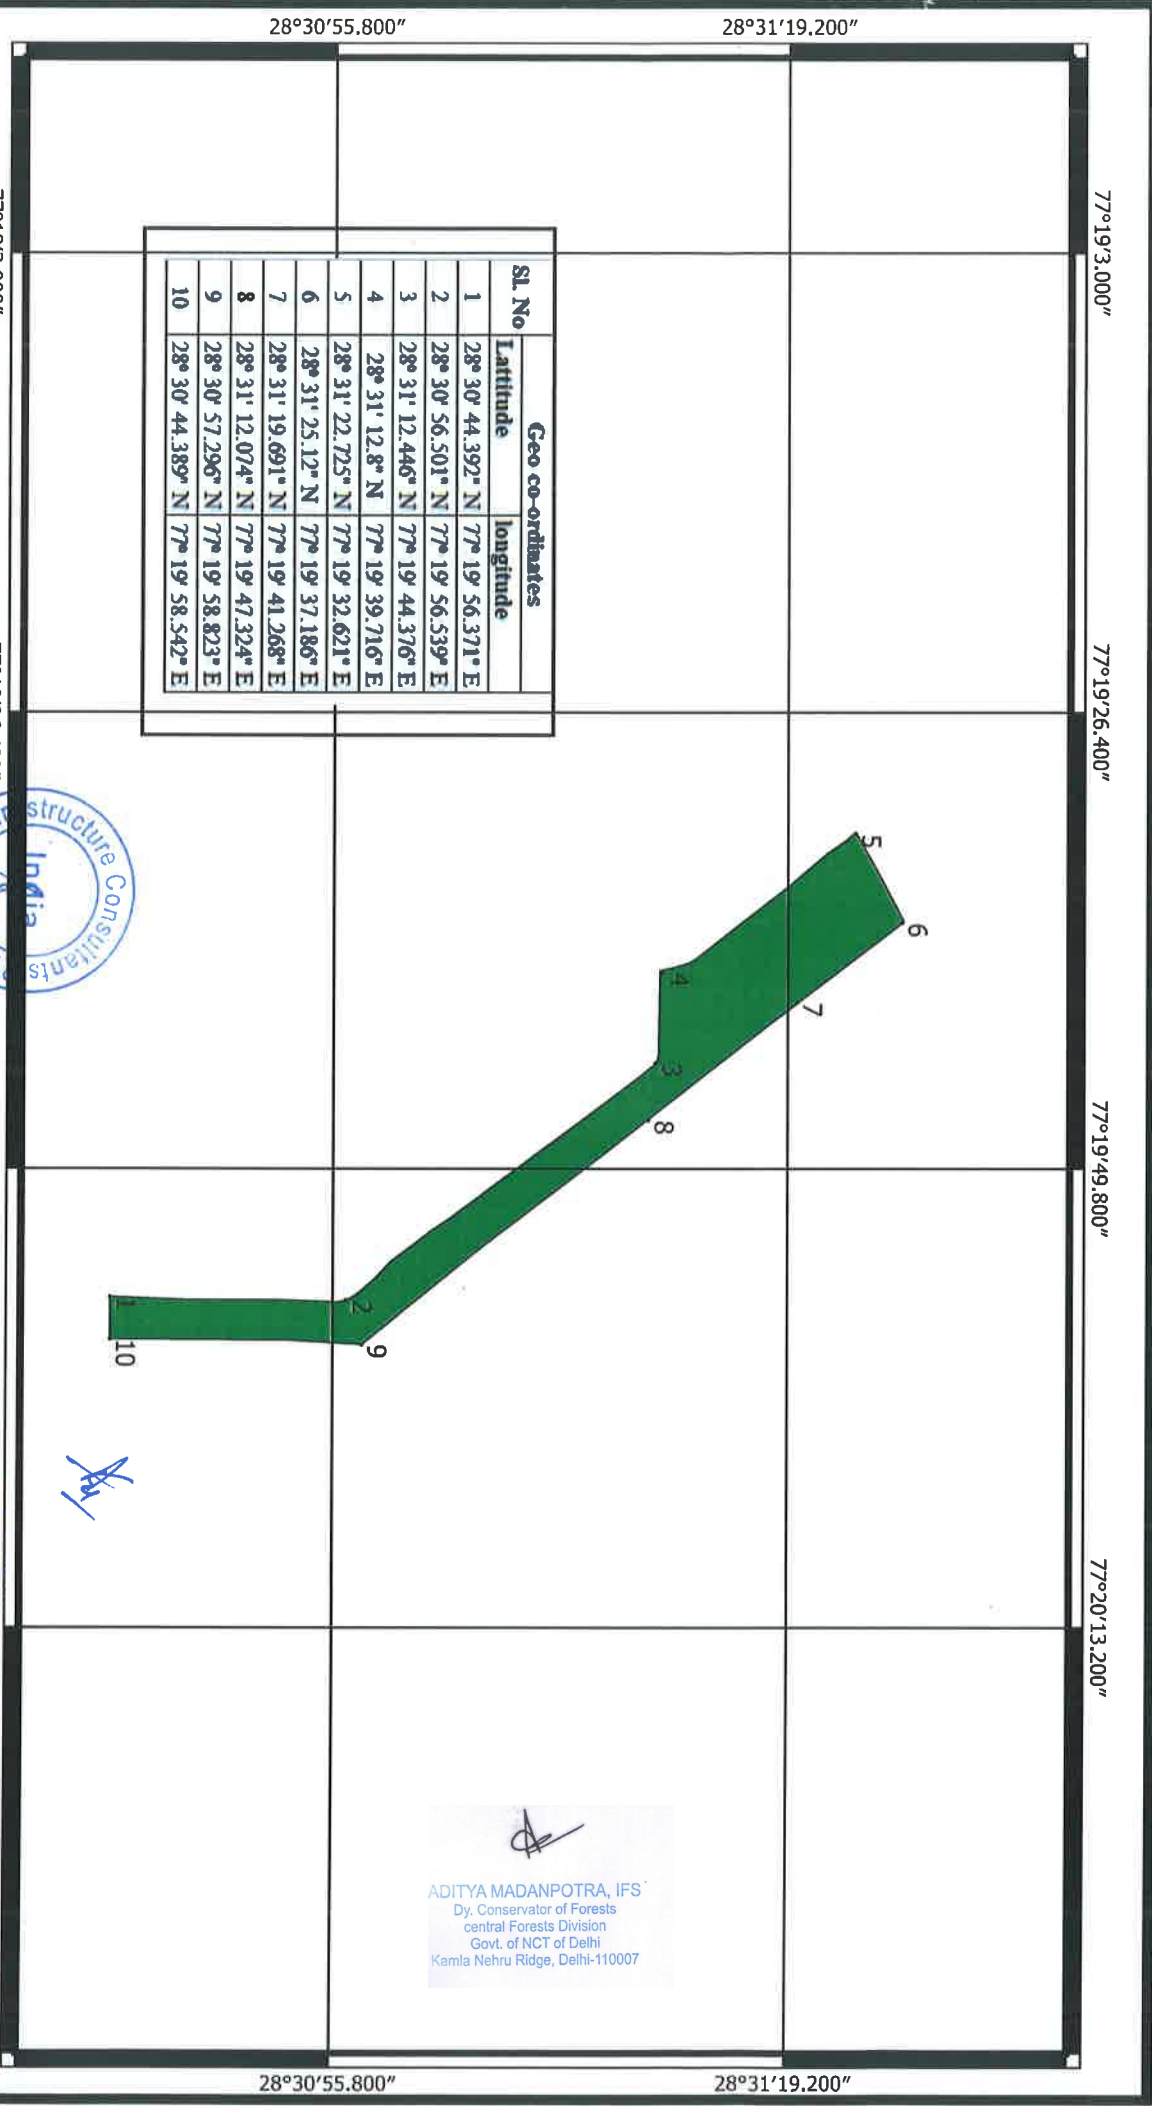 77°19'3.000"
77°19'26.400"
77°19'49.800"
77°20'13.200"
28°31'19.200"
28°31'19.200"
28°30'55.800"
28°30'55.800"
5
6
7
4
3
8
2
9
1
10
Geo co-ordinates
Sl. No Lattitude longitude
1 28° 30' 44.392" N 77° 19' 56.371" E
2 28° 30' 56.501" N 77° 19' 56.539" E
3 28° 31' 12.446" N 77° 19' 44.376" E
4 28° 31' 12.8" N 77° 19' 39.716" E
5 28° 31' 22.725" N 77° 19' 32.621" E
6 28° 31' 25.12" N 77° 19' 37.186" E
7 28° 31' 19.691" N 77° 19' 41.268" E
8 28° 31' 12.074" N 77° 19' 47.324" E
9 28° 30' 57.296" N 77° 19' 58.823" E
10 28° 30' 44.389" N 77° 19' 58.542" E
structure Consultants
India
ADITYA MADANPOTRA, IFS
Dy. Conservator of Forests
central Forests Division
Govt. of NCT of Delhi
Kamla Nehru Ridge, Delhi-110007